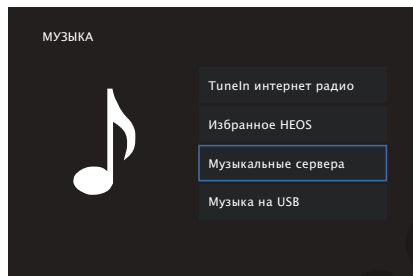 МУЗЫКА
TuneIn интернет радио
Избранное HEOS
Музыкальные сервера
Музыка на USB